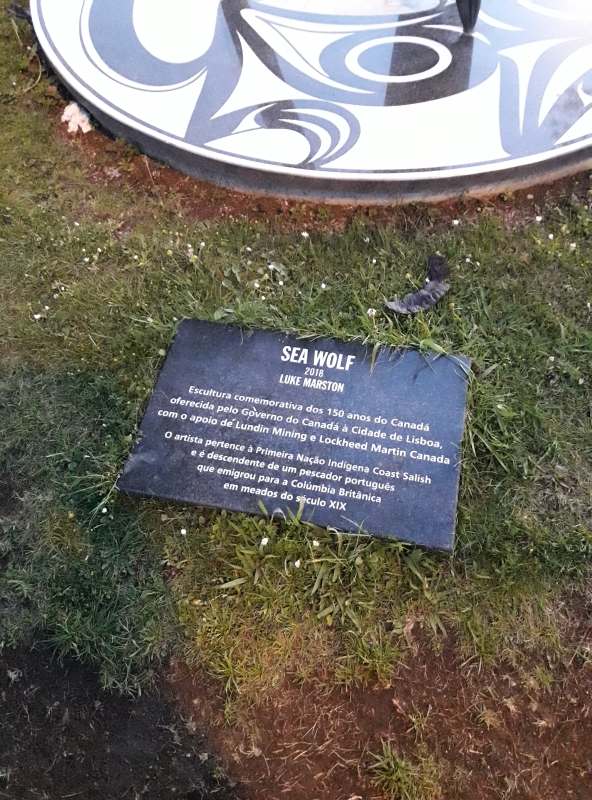 SEA WOLF
2018
LUKE MARSTON
Escultura comemorativa dos 150 anos do Canadá
oferecida pelo Governo do Canadá à Cidade de Lisboa,
com o apoio de Lundin Mining e Lockheed Martin Canada
O artista pertence à Primeira Nação Indígena Coast Salish
e é descendente de um pescador português
que emigrou para a Colúmbia Britânica
em meados do século XIX